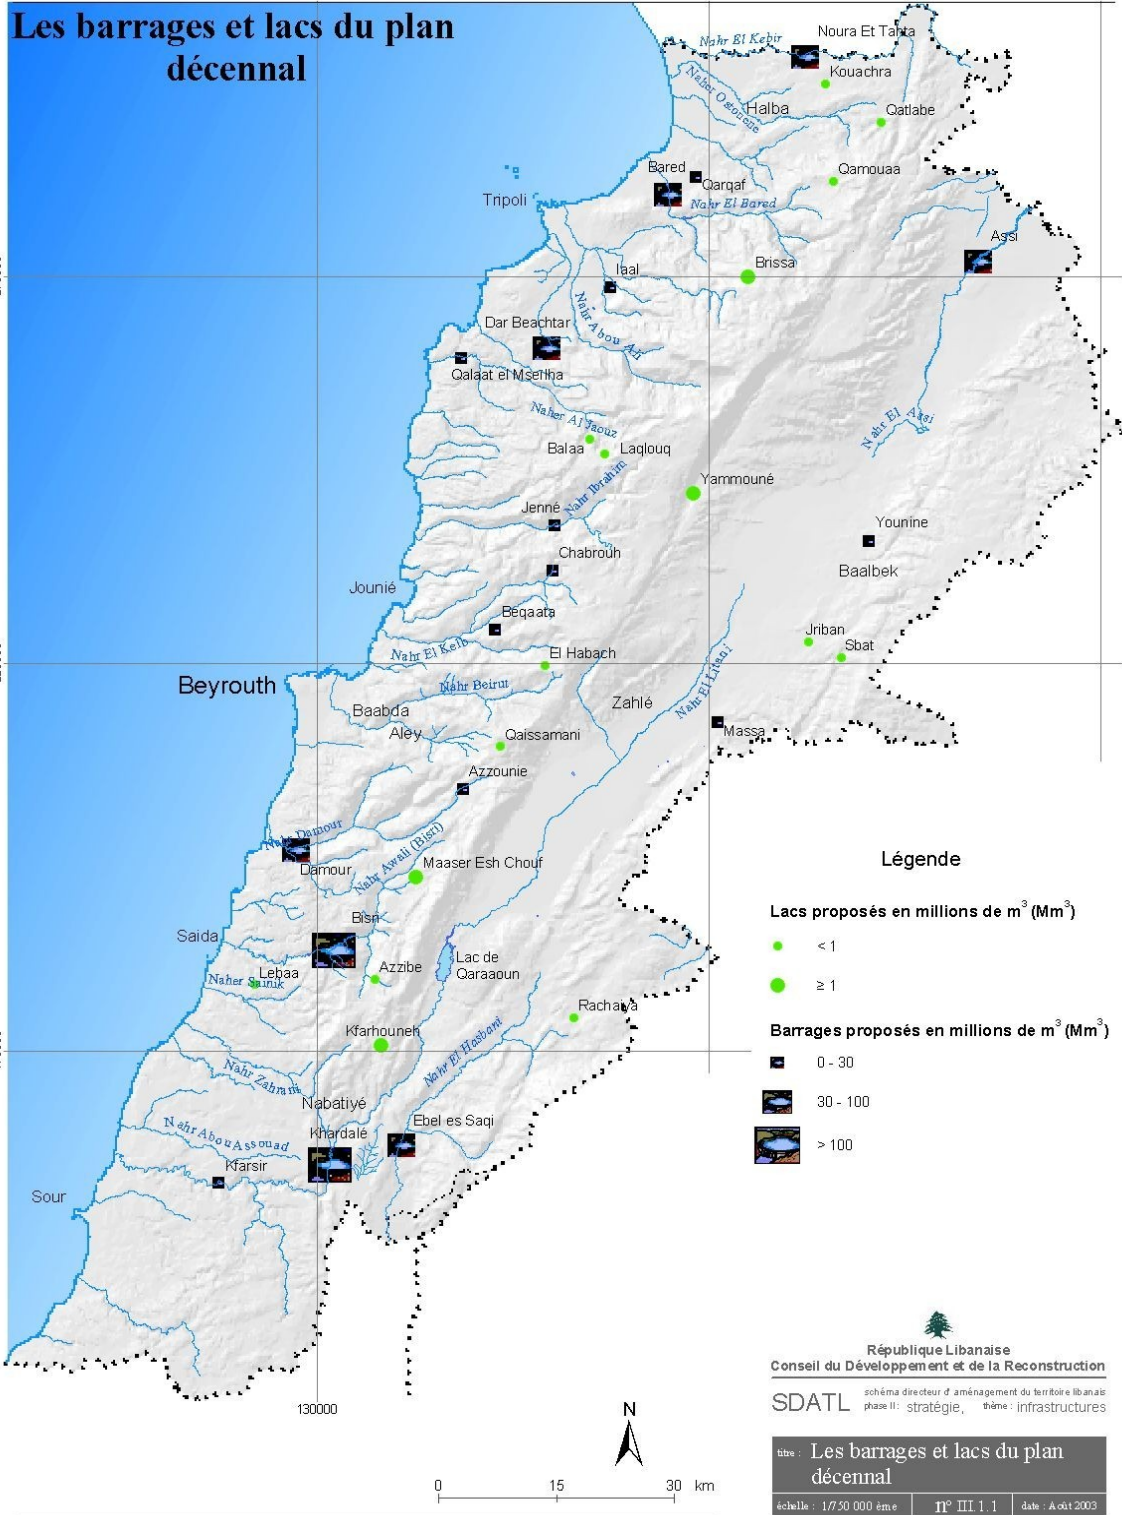 Les barrages et lacs du plan
décennal
Noura Et Tahta
Nahr El Kebir
Kouachra
Naher Ostouene
Halba
Qatlabe
Bared
Qarqaf
Qamouaa
Tripoli
Nahr El Bared
Assi
Iaal
Brissa
Nahr Abou Ali
Dar Beachtar
Qalaat el Mseilha
Naher Al Jaouz
Nahr El Assi
Balaa
Laqlouq
Nahr Ibrahim
Yammouné
Jenné
Younine
Chabrouh
Baalbek
Jounié
Beqaata
Jriban
Sbat
Nahr El Kelb
El Habach
Nahr El Litani
Beyrouth
Nahr Beirut
Baabda
Zahlé
Aley
Qaissamani
Massa
Azzounie
Nahr Damour
Damour
Nahr Awali (Bisri)
Maaser Esh Chouf
Bisri
Saida
Lebaa
Naher Sainik
Azzibe
Lac de
Qaraaoun
Rachaiya
Kfarhouneh
Nahr El Hasbani
Nahr Zahrani
Nabatiyé
Nahr Abou Assouad
Khardalé
Ebel es Saqi
Kfarsir
Sour
130000
Légende
Lacs proposés en millions de m³ (Mm³)
< 1
≥ 1
Barrages proposés en millions de m³ (Mm³)
0 - 30
30 - 100
> 100
République Libanaise
Conseil du Développement et de la Reconstruction
SDATL
schéma directeur d' aménagement du territoire libanais
phase II : stratégie, thème : infrastructures
titre : Les barrages et lacs du plan
décennal
échelle : 1/750 000 ème
n° III.1.1
date : Août 2003
N
0 15 30 km